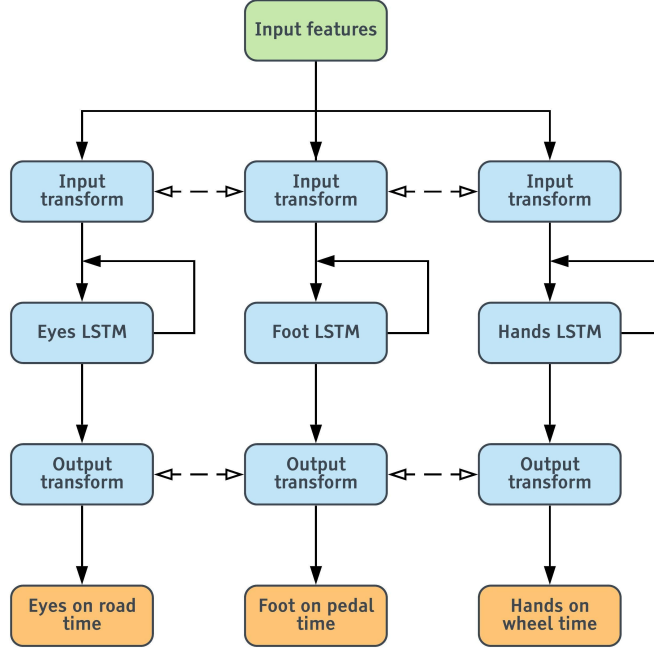 Input features
Input
transform
Input
transform
Input
transform
Eyes LSTM
Foot LSTM
Hands LSTM
Output
transform
Output
transform
Output
transform
Eyes on road
time
Foot on pedal
time
Hands on
wheel time